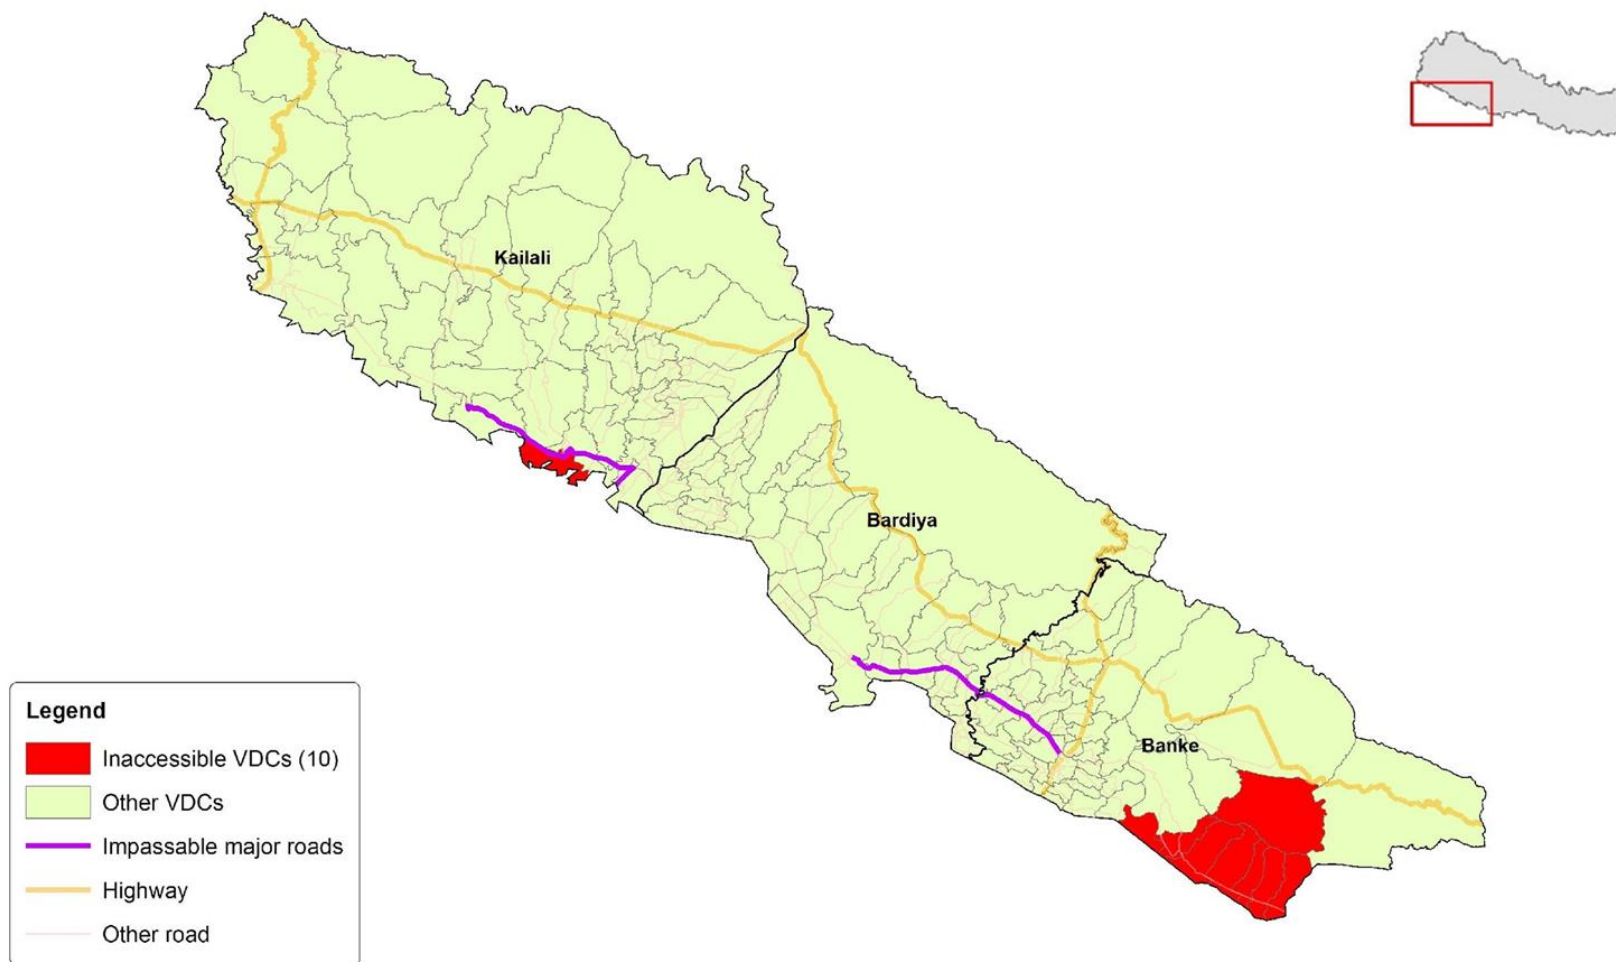 Kailali
Bardiya
Banke
Legend
Inaccessible VDCs (10)
Other VDCs
Impassable major roads
Highway
Other road